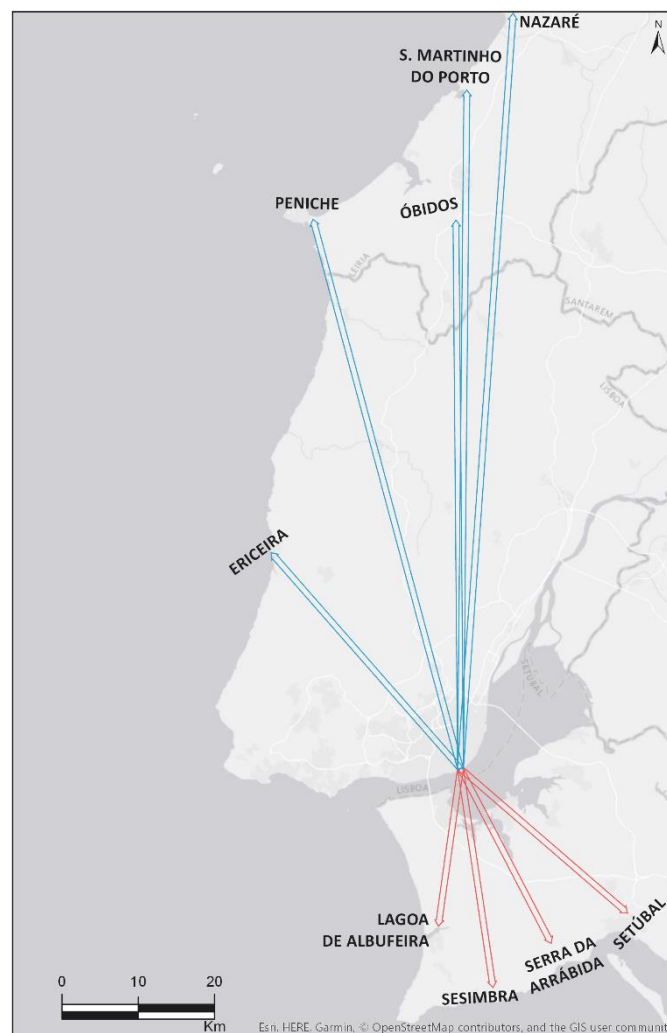 NAZARÉ
N
S. MARTINHO
DO PORTO
PENICHE
ÓBIDOS
LEIRIA
SANTARÉM
LISBOA
ERICEIRA
SETÚBAL
LISBOA
LAGOA
DE ALBUFEIRA
SETÚBAL
SERRA DA
ARRÁBIDA
SESIMBRA
0 10 20
Km
Esri, HERE, Garmin, © OpenStreetMap contributors, and the GIS user communit